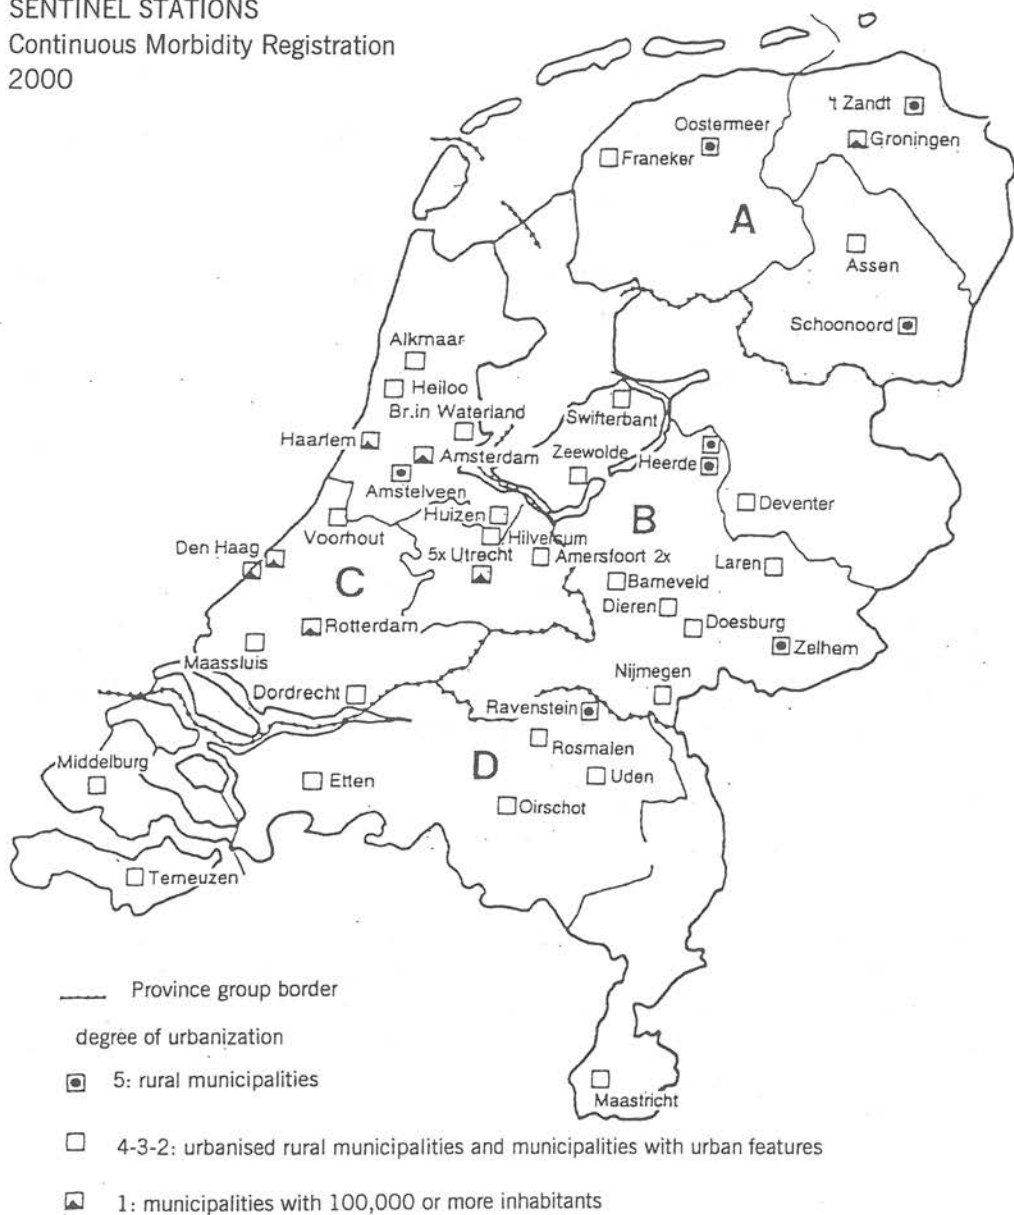 SENTINEL STATIONS
Continuous Morbidity Registration
2000
't Zandt
Oostermeer
Groningen
Franeker
A
Assen
Schoonoord
Alkmaar
Heiloo
Br.in Waterland
Swifterbant
Haarlem
Amsterdam
Zeewolde
Heerde
Amstelveen
Deventer
Huizen
B
Voorhout
Hilversum
Den Haag
5x Utrecht
Amersfoort 2x
Laren
C
Barneveld
Dieren
Doesburg
Rotterdam
Zelhem
Maassluis
Nijmegen
Dordrecht
Ravenstein
Rosmalen
Middelburg
D
Etten
Uden
Oirschot
Temeuzen
Province group border
degree of urbanization
5: rural municipalities
Maastricht
4-3-2: urbanised rural municipalities and municipalities with urban features
1: municipalities with 100,000 or more inhabitants